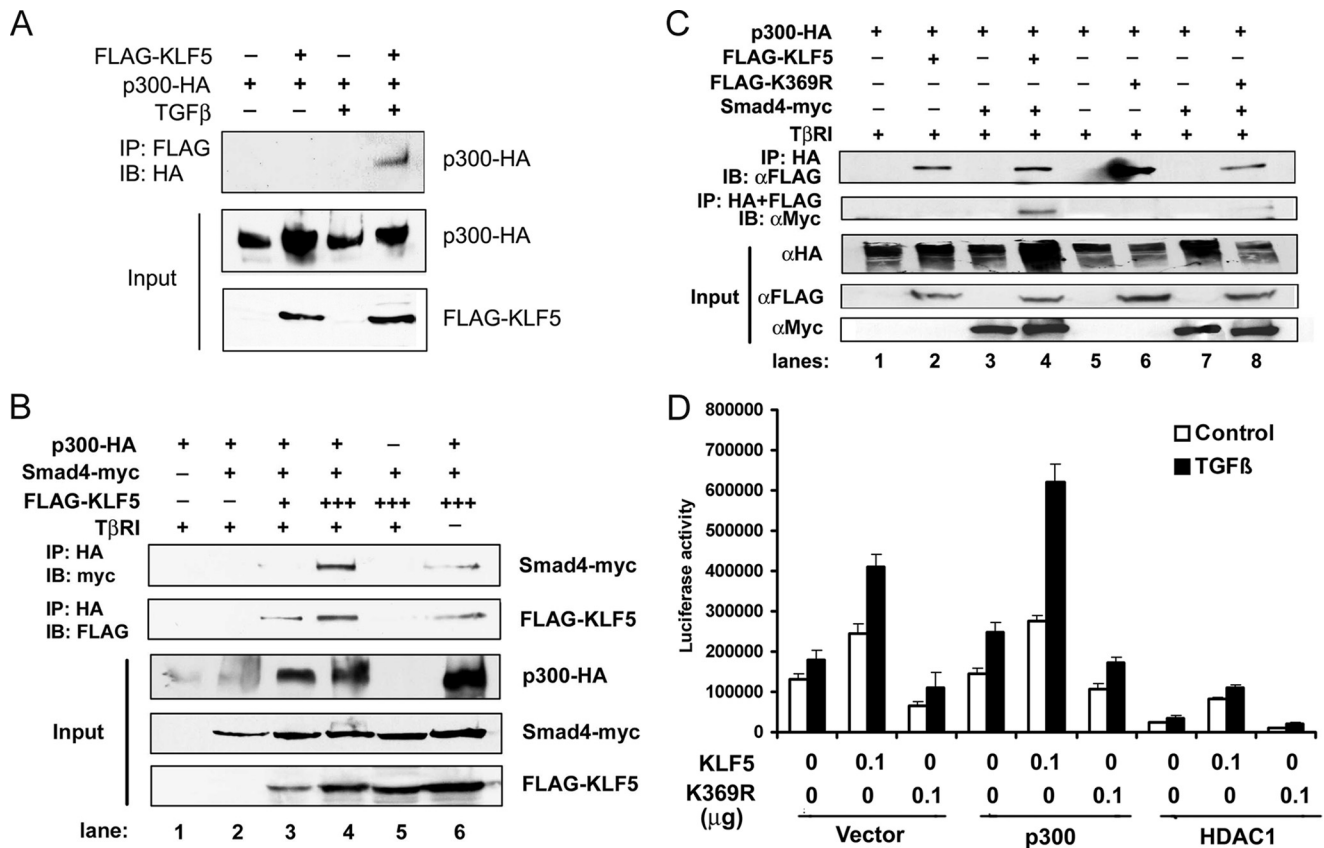 A
FLAG-KLF5 – + – +
p300-HA + + + +
TGFβ – – + +
IP: FLAG
IB: HA
p300-HA
Input
p300-HA
FLAG-KLF5
B
p300-HA + + + + – +
Smad4-myc – + + + + +
FLAG-KLF5 – – + +++ +++ +++
TβRI + + + + + –
IP: HA
IB: myc
Smad4-myc
IP: HA
IB: FLAG
FLAG-KLF5
Input
p300-HA
Smad4-myc
FLAG-KLF5
lane: 1 2 3 4 5 6
C
p300-HA + + + + + + + +
FLAG-KLF5 – + – + – – – –
FLAG-K369R – – – – – + – +
Smad4-myc – – + + – – + +
TβRI + + + + + + + +
IP: HA
IB: αFLAG
IP: HA+FLAG
IB: αMyc
Input
αHA
αFLAG
αMyc
lanes: 1 2 3 4 5 6 7 8
D
Luciferase activity
800000
700000
600000
500000
400000
300000
200000
100000
0
Control
TGFß
KLF5 0 0.1 0 0 0.1 0 0 0.1 0
K369R 0 0 0.1 0 0 0.1 0 0 0.1
(μg)
Vector p300 HDAC1